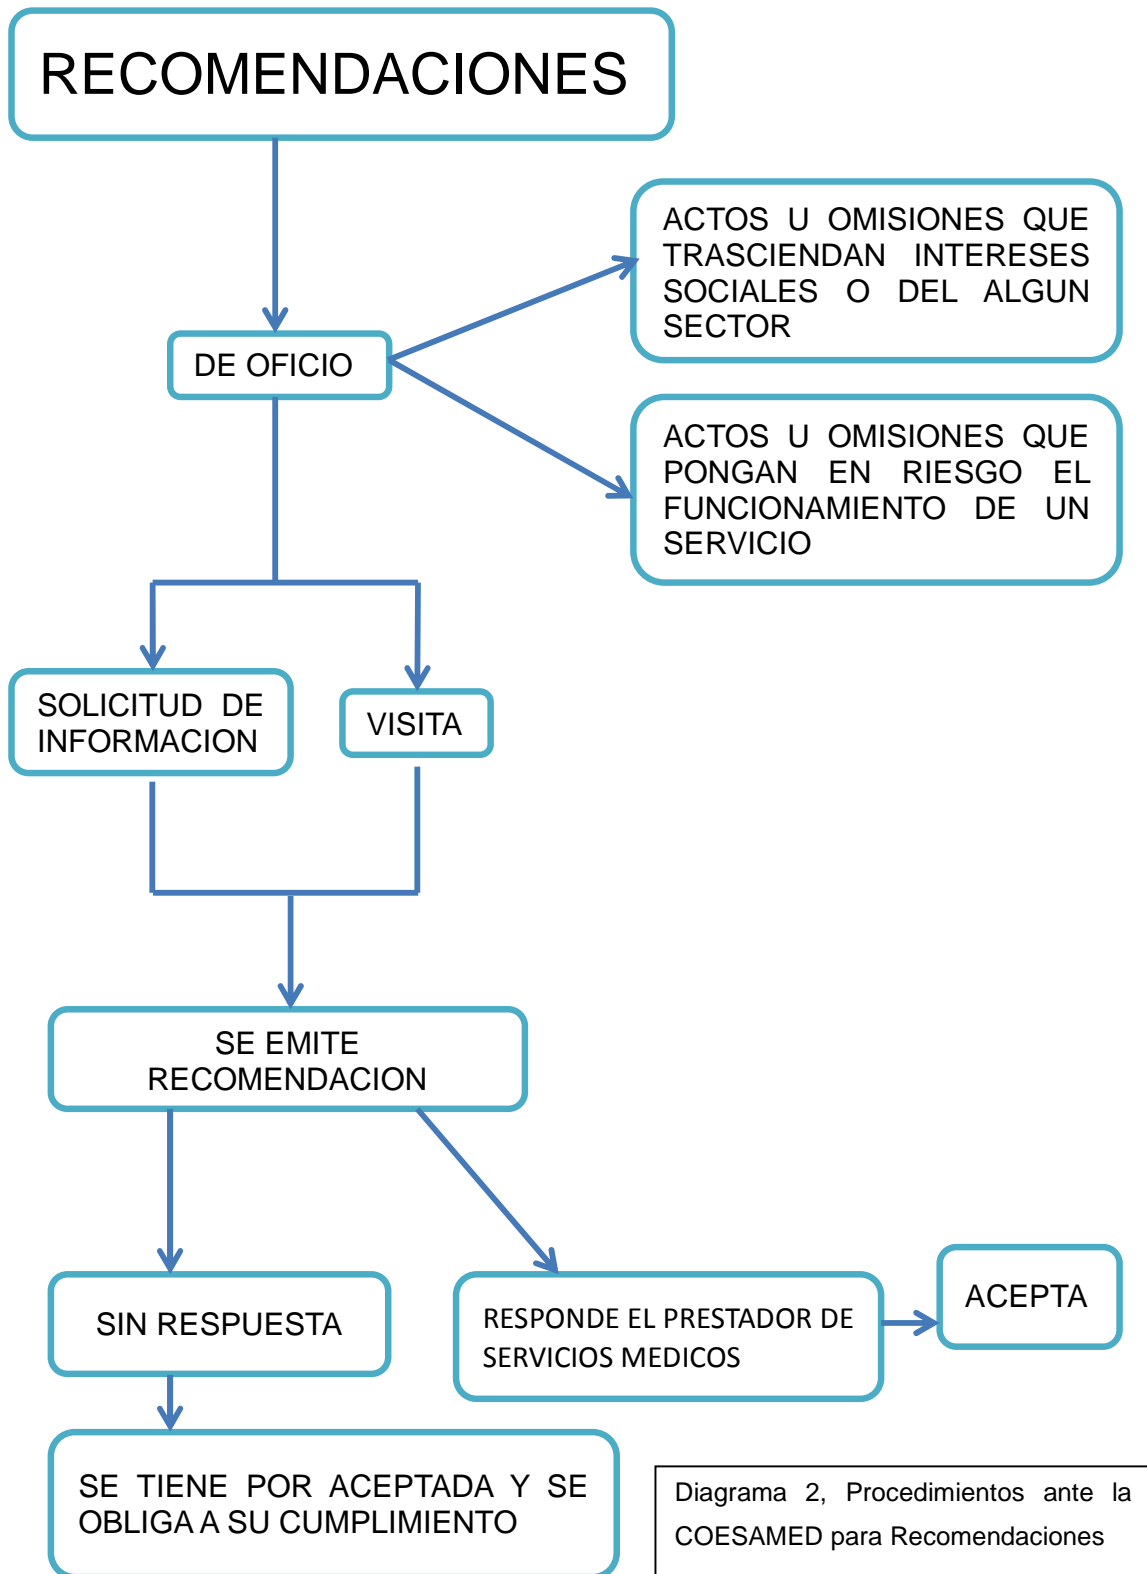 RECOMENDACIONES
ACTOS U OMISIONES QUE
TRASCIENDAN INTERESES
SOCIALES O DEL ALGUN
SECTOR
DE OFICIO
ACTOS U OMISIONES QUE
PONGAN EN RIESGO EL
FUNCIONAMIENTO DE UN
SERVICIO
SOLICITUD DE
INFORMACION
VISITA
SE EMITE
RECOMENDACION
SIN RESPUESTA
RESPONDE EL PRESTADOR DE
SERVICIOS MEDICOS
ACEPTA
SE TIENE POR ACEPTADA Y SE
OBLIGA A SU CUMPLIMIENTO
Diagrama 2, Procedimientos ante la
COESAMED para Recomendaciones